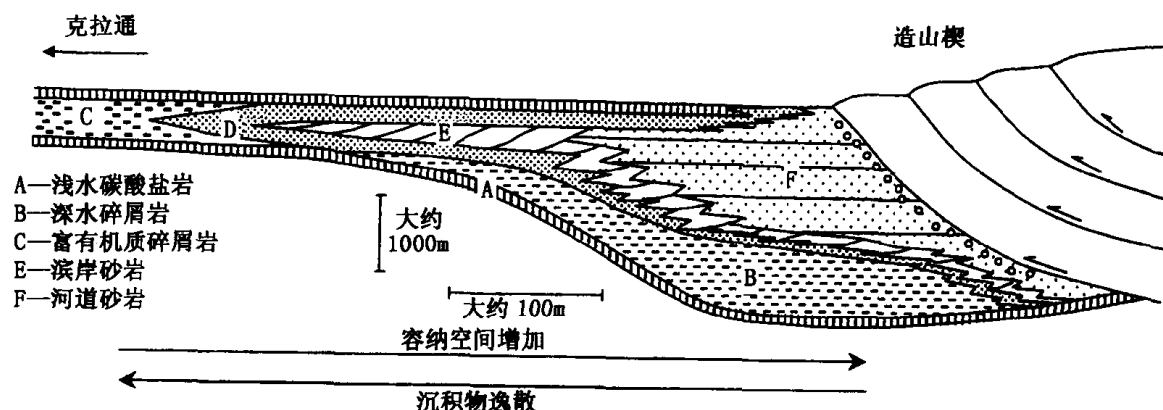 克拉通
造山楔
C
D
E
F
A
B
A—浅水碳酸盐岩
B—深水碎屑岩
C—富有机质碎屑岩
E—滨岸砂岩
F—河道砂岩
大约
1000m
大约 100m
容纳空间增加
沉积物逸散